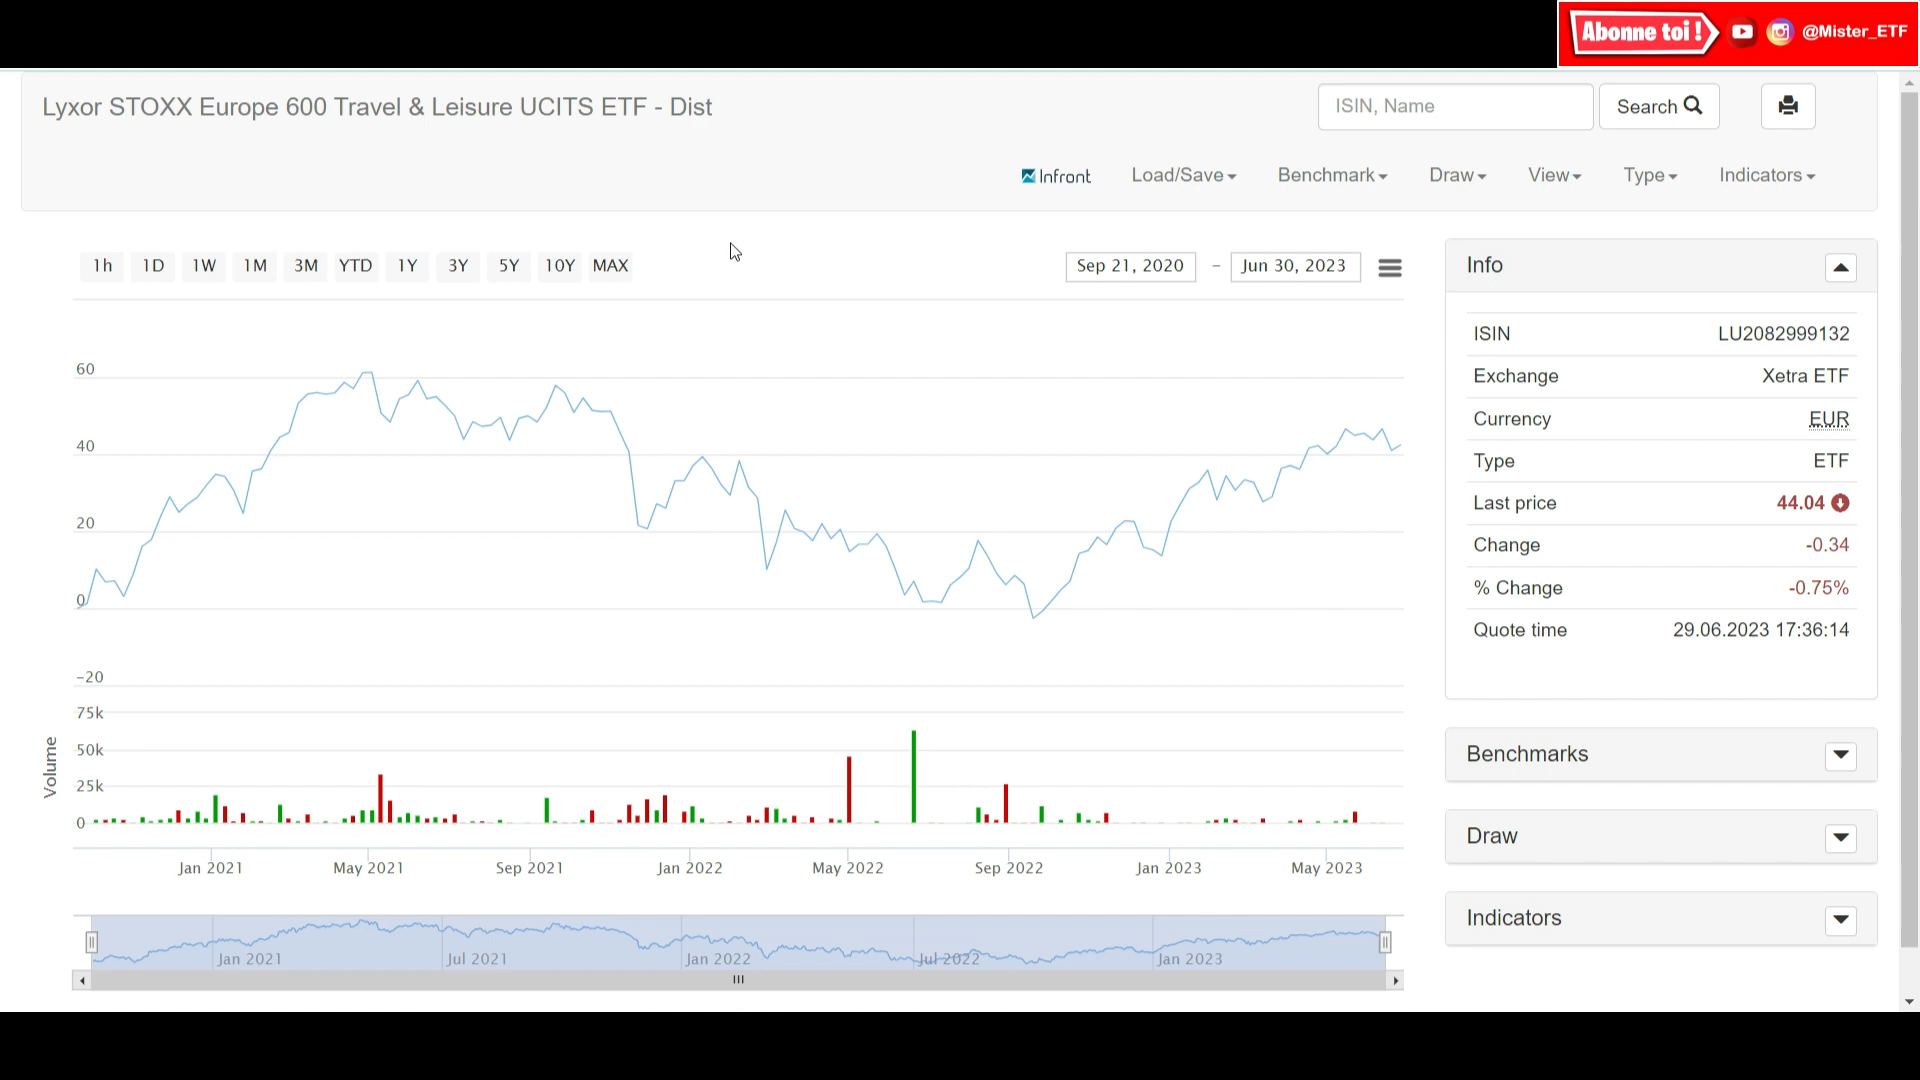 Abonne toi ! @Mister_ETF
Lyxor STOXX Europe 600 Travel & Leisure UCITS ETF - Dist
ISIN, Name
Search
Infront
Load/Save
Benchmark
Draw
View
Type
Indicators
1h 1D 1W 1M 3M YTD 1Y 3Y 5Y 10Y MAX
Sep 21, 2020 – Jun 30, 2023
60
40
20
0
−20
75k
50k
25k
0
Volume
Jan 2021 May 2021 Sep 2021 Jan 2022 May 2022 Sep 2022 Jan 2023 May 2023
Jan 2021 Jul 2021 Jan 2022 Jul 2022 Jan 2023
Info
ISIN LU2082999132
Exchange Xetra ETF
Currency EUR
Type ETF
Last price 44.04
Change -0.34
% Change -0.75%
Quote time 29.06.2023 17:36:14
Benchmarks
Draw
Indicators